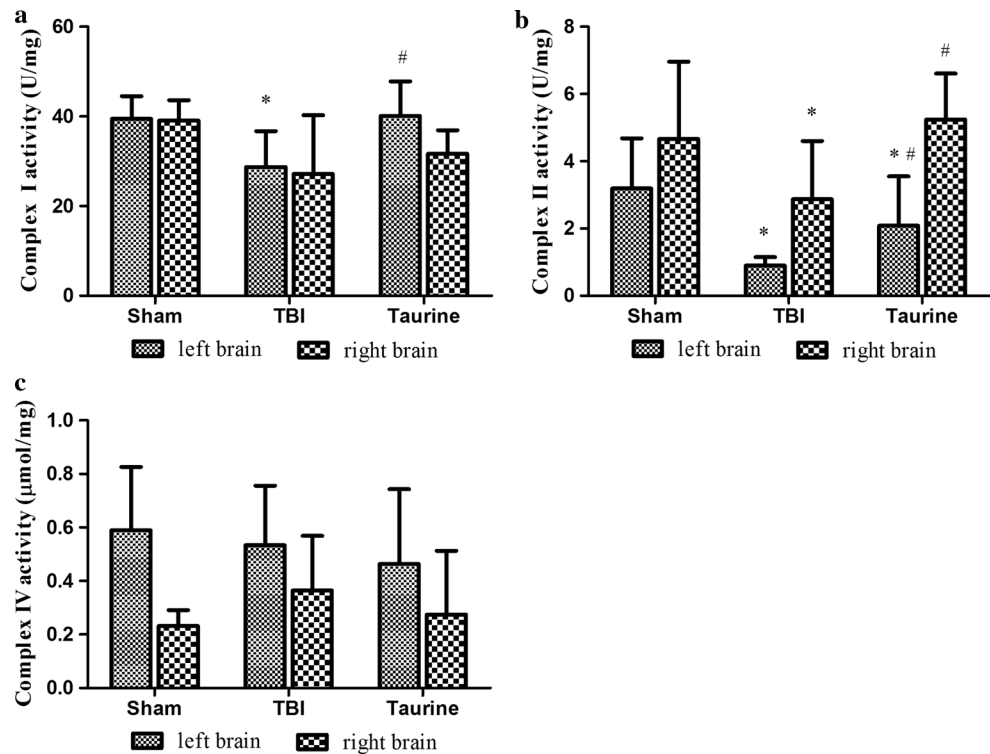 a
Complex I activity (U/mg)
60
40
20
0
*
#
Sham TBI Taurine
left brain right brain
b
Complex II activity (U/mg)
8
6
4
2
0
*
*
* #
#
Sham TBI Taurine
left brain right brain
c
Complex IV activity (μmol/mg)
1.0
0.8
0.6
0.4
0.2
0.0
Sham TBI Taurine
left brain right brain